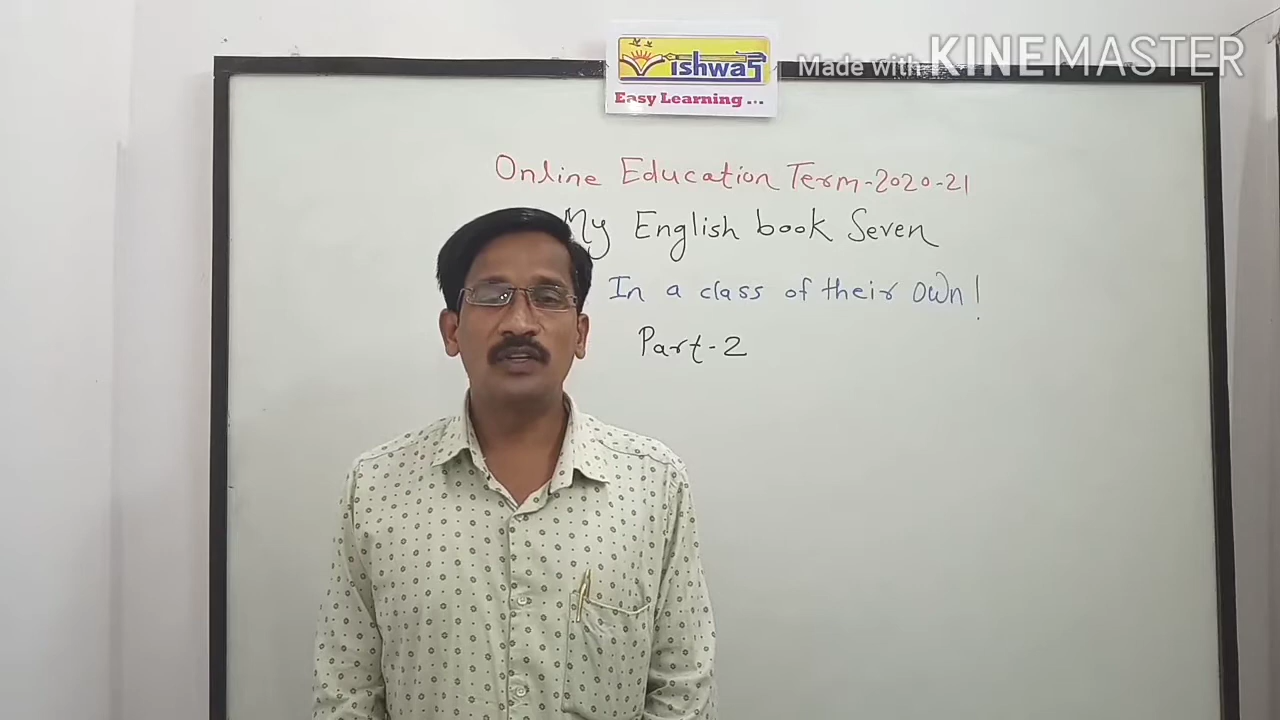 ishwas
Easy Learning ...
Made with KINEMASTER
Online Education Term-2020-21
My English book Seven
In a class of their own!
Part-2